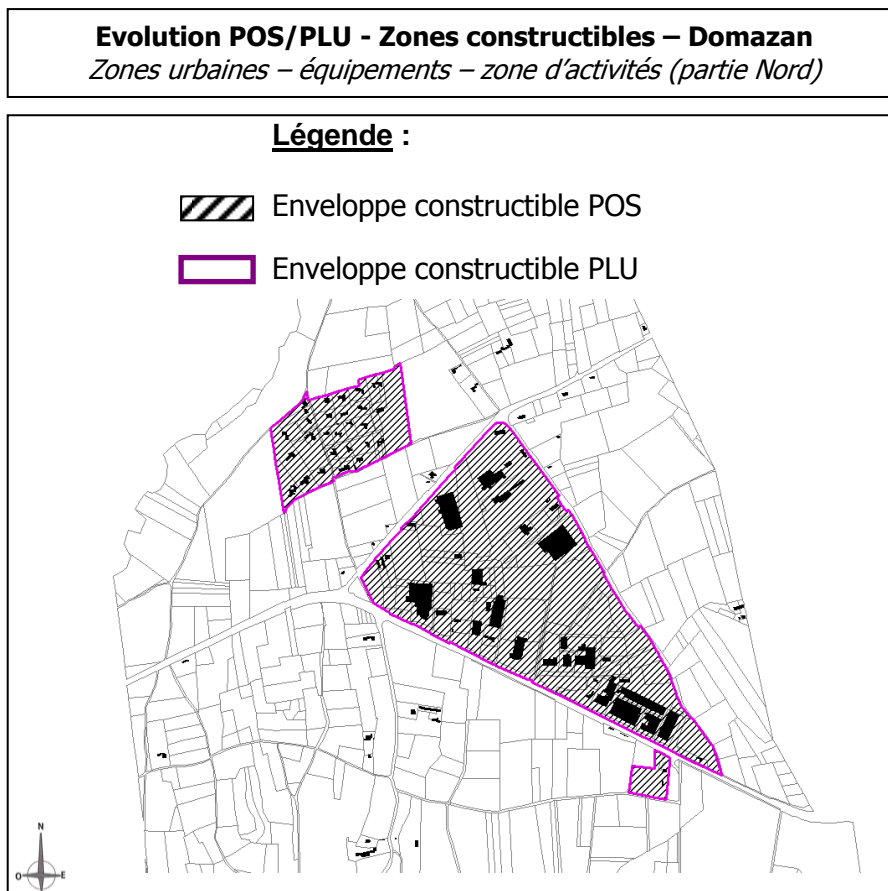 Evolution POS/PLU - Zones constructibles – Domazan
Zones urbaines – équipements – zone d’activités (partie Nord)
Légende :
Enveloppe constructible POS
Enveloppe constructible PLU
N
O E